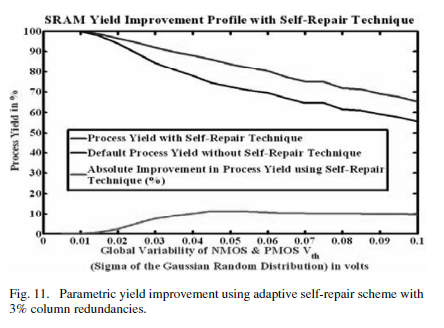 SRAM Yield Improvement Profile with Self-Repair Technique
Process Yield in %
100
90
80
70
60
50
40
30
20
10
0
Process Yield with Self-Repair Technique
Default Process Yield without Self-Repair Technique
Absolute Improvement in Process Yield using Self-Repair
Technique (%)
0 0.01 0.02 0.03 0.04 0.05 0.06 0.07 0.08 0.09 0.1
Global Variability of NMOS & PMOS Vth
(Sigma of the Gaussian Random Distribution) in volts
Fig. 11. Parametric yield improvement using adaptive self-repair scheme with
3% column redundancies.